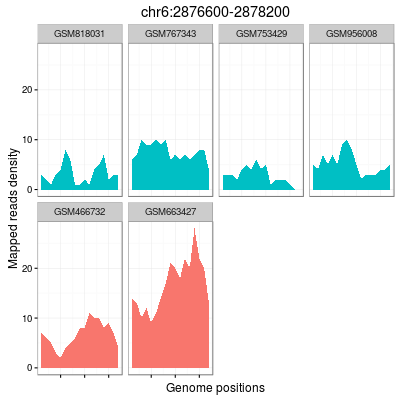 chr6:2876600-2878200
GSM818031 GSM767343 GSM753429 GSM956008
20
10
0
Mapped reads density
GSM466732 GSM663427
20
10
0
Genome positions